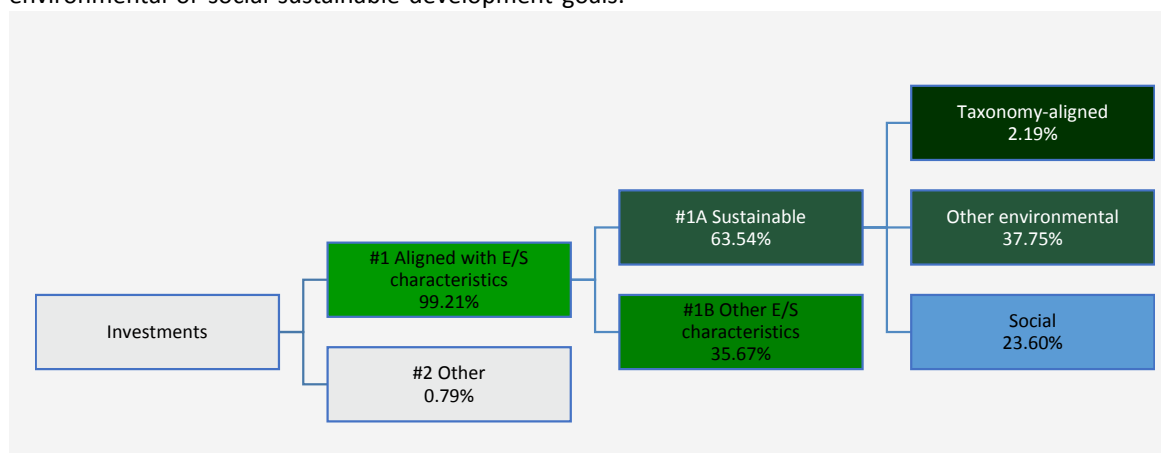 environmental or social sustainable development goals.
Taxonomy-aligned
2.19%
#1A Sustainable
63.54%
Other environmental
37.75%
#1 Aligned with E/S
characteristics
99.21%
#1B Other E/S
characteristics
35.67%
Social
23.60%
Investments
#2 Other
0.79%